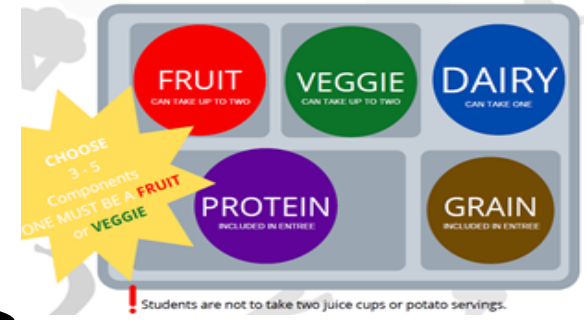 FRUIT
CAN TAKE UP TO TWO
VEGGIE
CAN TAKE UP TO TWO
DAIRY
CAN TAKE ONE
CHOOSE
3 - 5
Components
ONE MUST BE A FRUIT
or VEGGIE
PROTEIN
INCLUDED IN ENTREE
GRAIN
INCLUDED IN ENTREE
! Students are not to take two juice cups or potato servings.